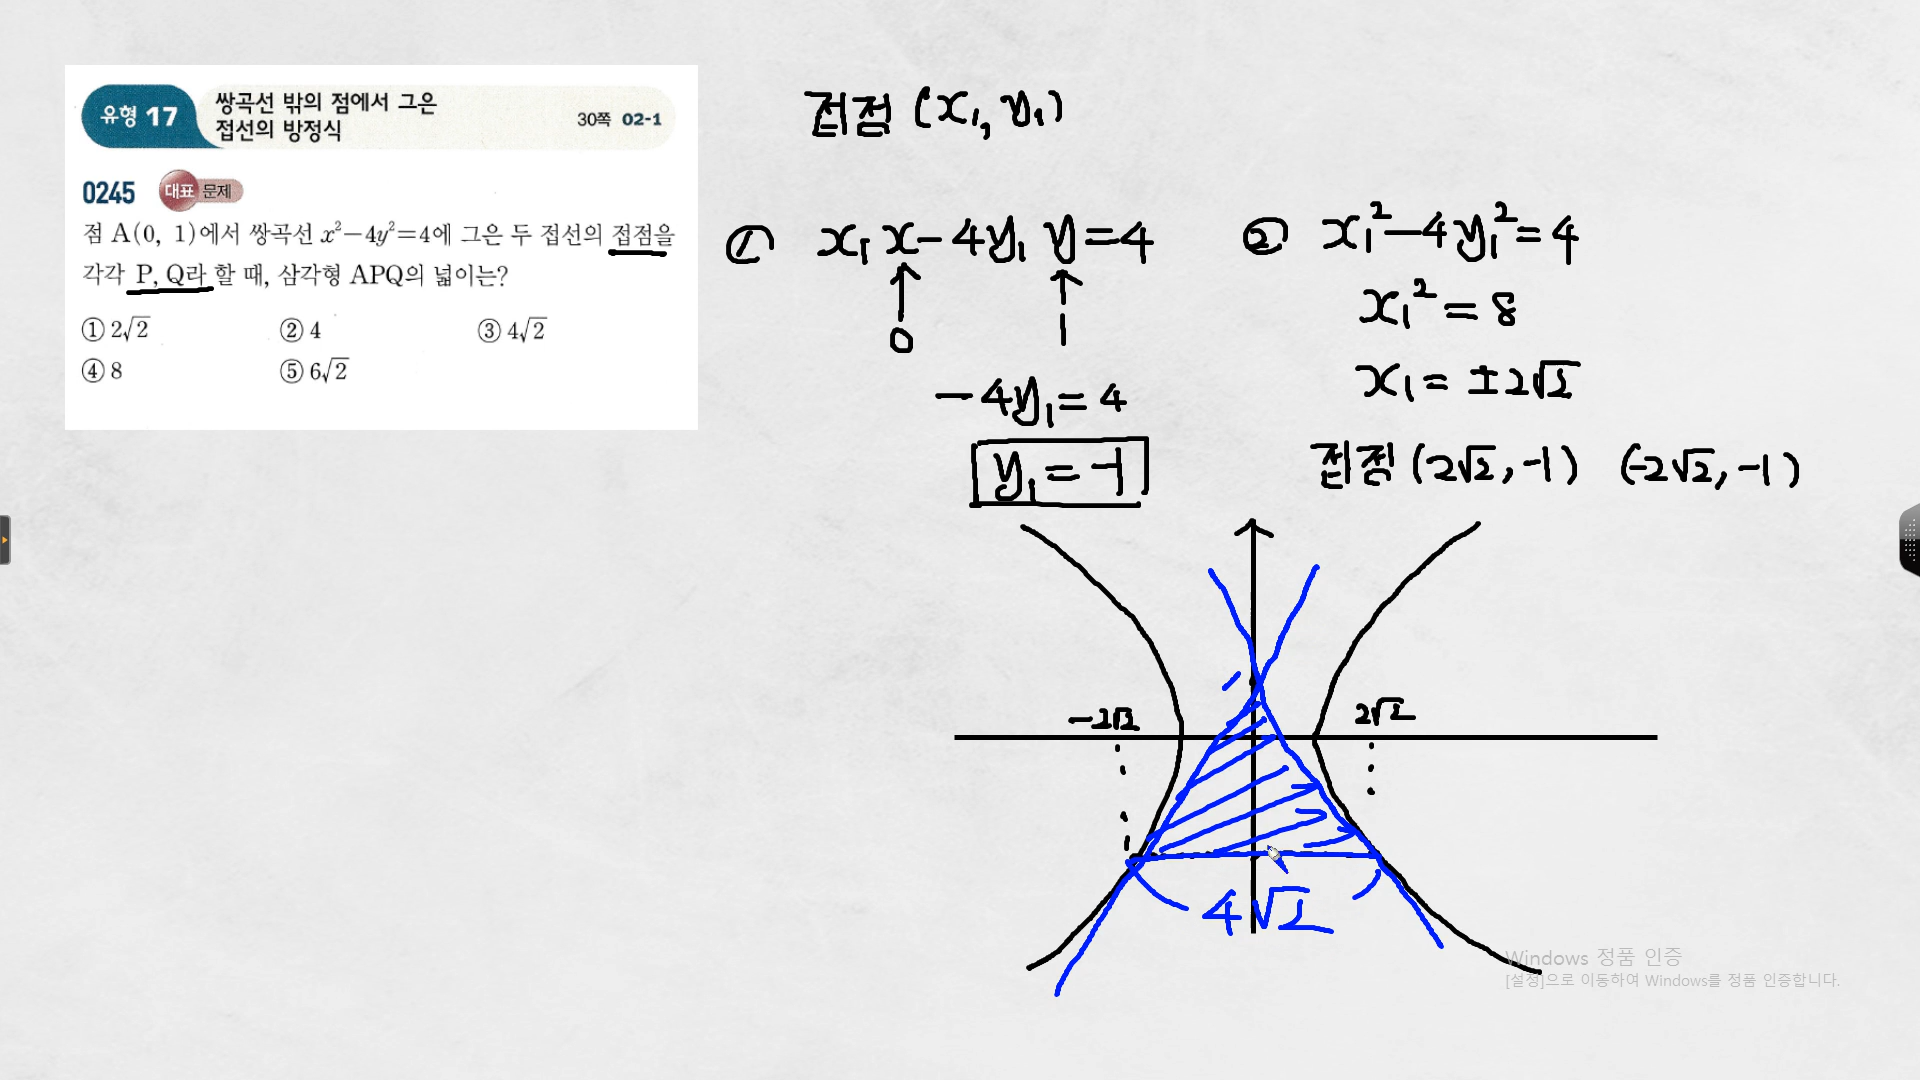 유형 17
쌍곡선 밖의 점에서 그은
접선의 방정식
30쪽 02-1
0245 대표 문제
점 A(0, 1)에서 쌍곡선 x²-4y²=4에 그은 두 접선의 접점을
각각 P, Q라 할 때, 삼각형 APQ의 넓이는?
① 2√2 ② 4 ③ 4√2
④ 8 ⑤ 6√2
접점 (x₁, y₁)
① x₁x-4y₁y=4
↑ ↑
0 1
-4y₁=4
y₁=-1
② x₁²-4y₁²=4
x₁²=8
x₁=±2√2
접점 (2√2, -1) (-2√2, -1)
-2√2 2√2
4√2
Windows 정품 인증
[설정]으로 이동하여 Windows를 정품 인증합니다.